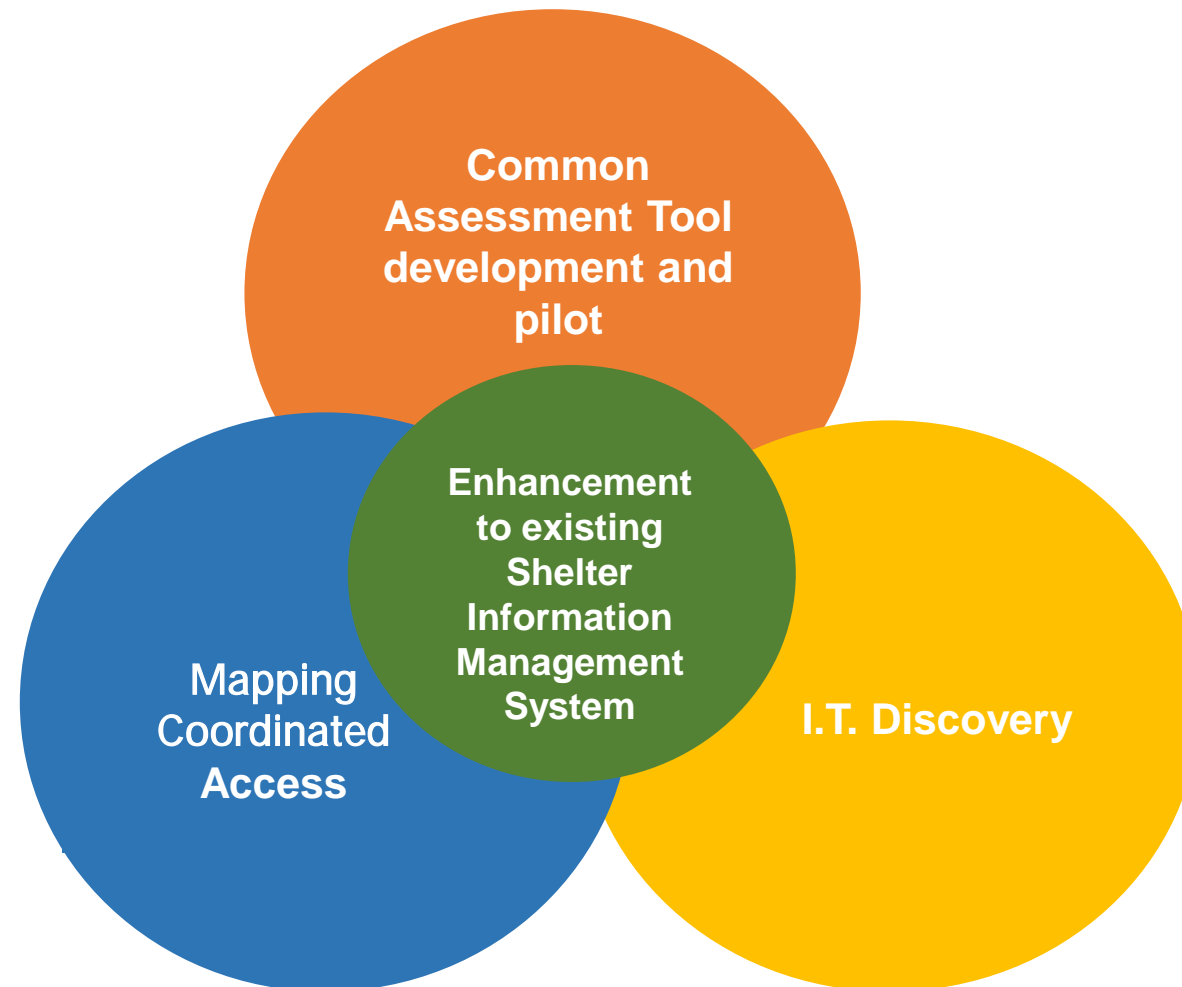 Common
Assessment Tool
development and
pilot
Enhancement
to existing
Shelter
Information
Management
System
Mapping
Coordinated
Access
I.T. Discovery